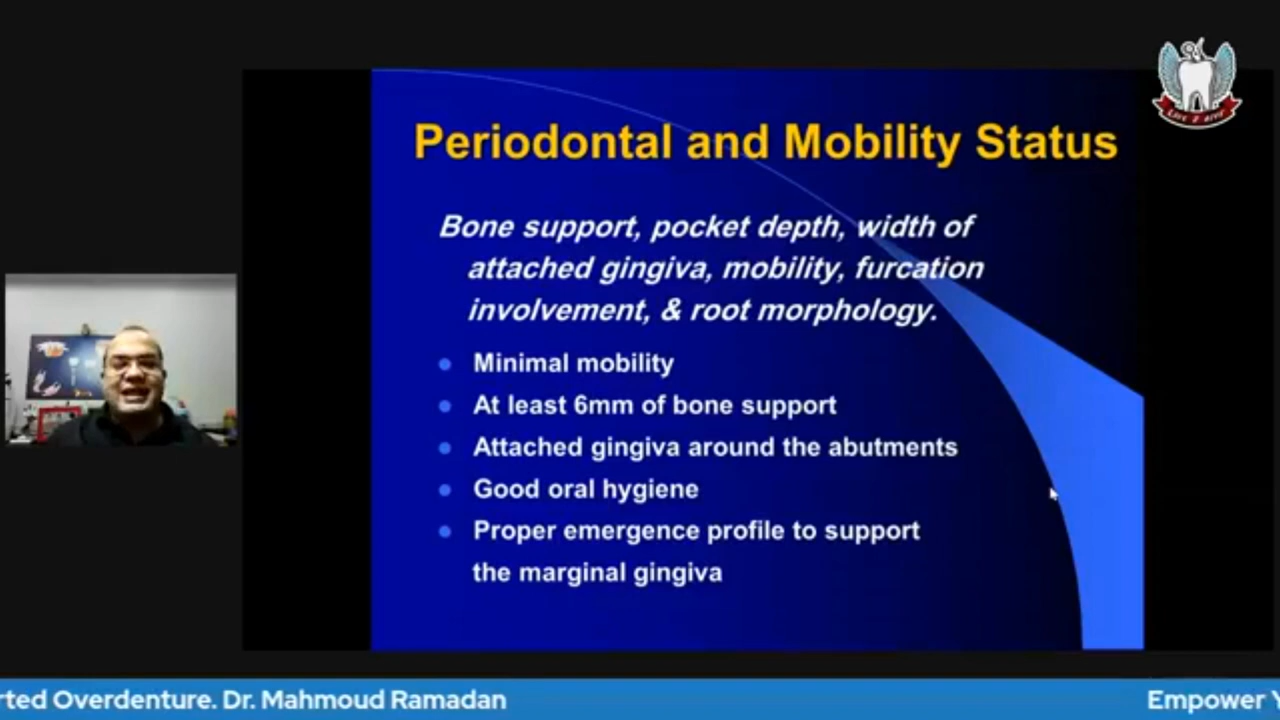 Periodontal and Mobility Status
Bone support, pocket depth, width of
attached gingiva, mobility, furcation
involvement, & root morphology.
Minimal mobility
At least 6mm of bone support
Attached gingiva around the abutments
Good oral hygiene
Proper emergence profile to support
the marginal gingiva
rted Overdenture. Dr. Mahmoud Ramadan
Empower Y